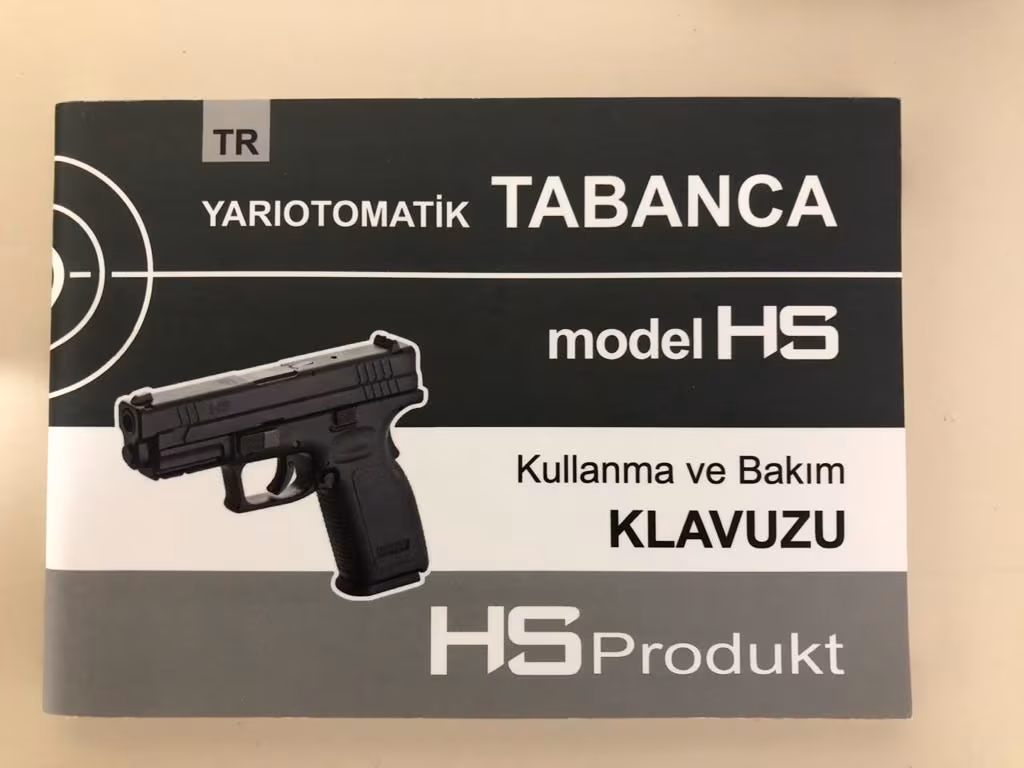 TR
YARIOTOMATİK TABANCA
model HS
Kullanma ve Bakım
KLAVUZU
HS Produkt